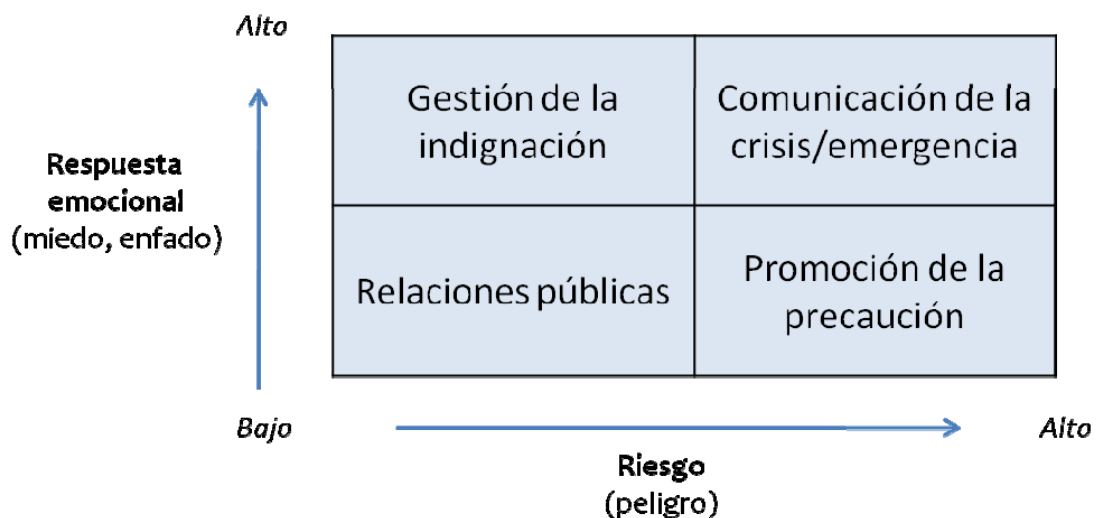 Alto
Gestión de la
indignación
Comunicación de la
crisis/emergencia
Respuesta
emocional
(miedo, enfado)
Relaciones públicas
Promoción de la
precaución
Bajo
Alto
Riesgo
(peligro)